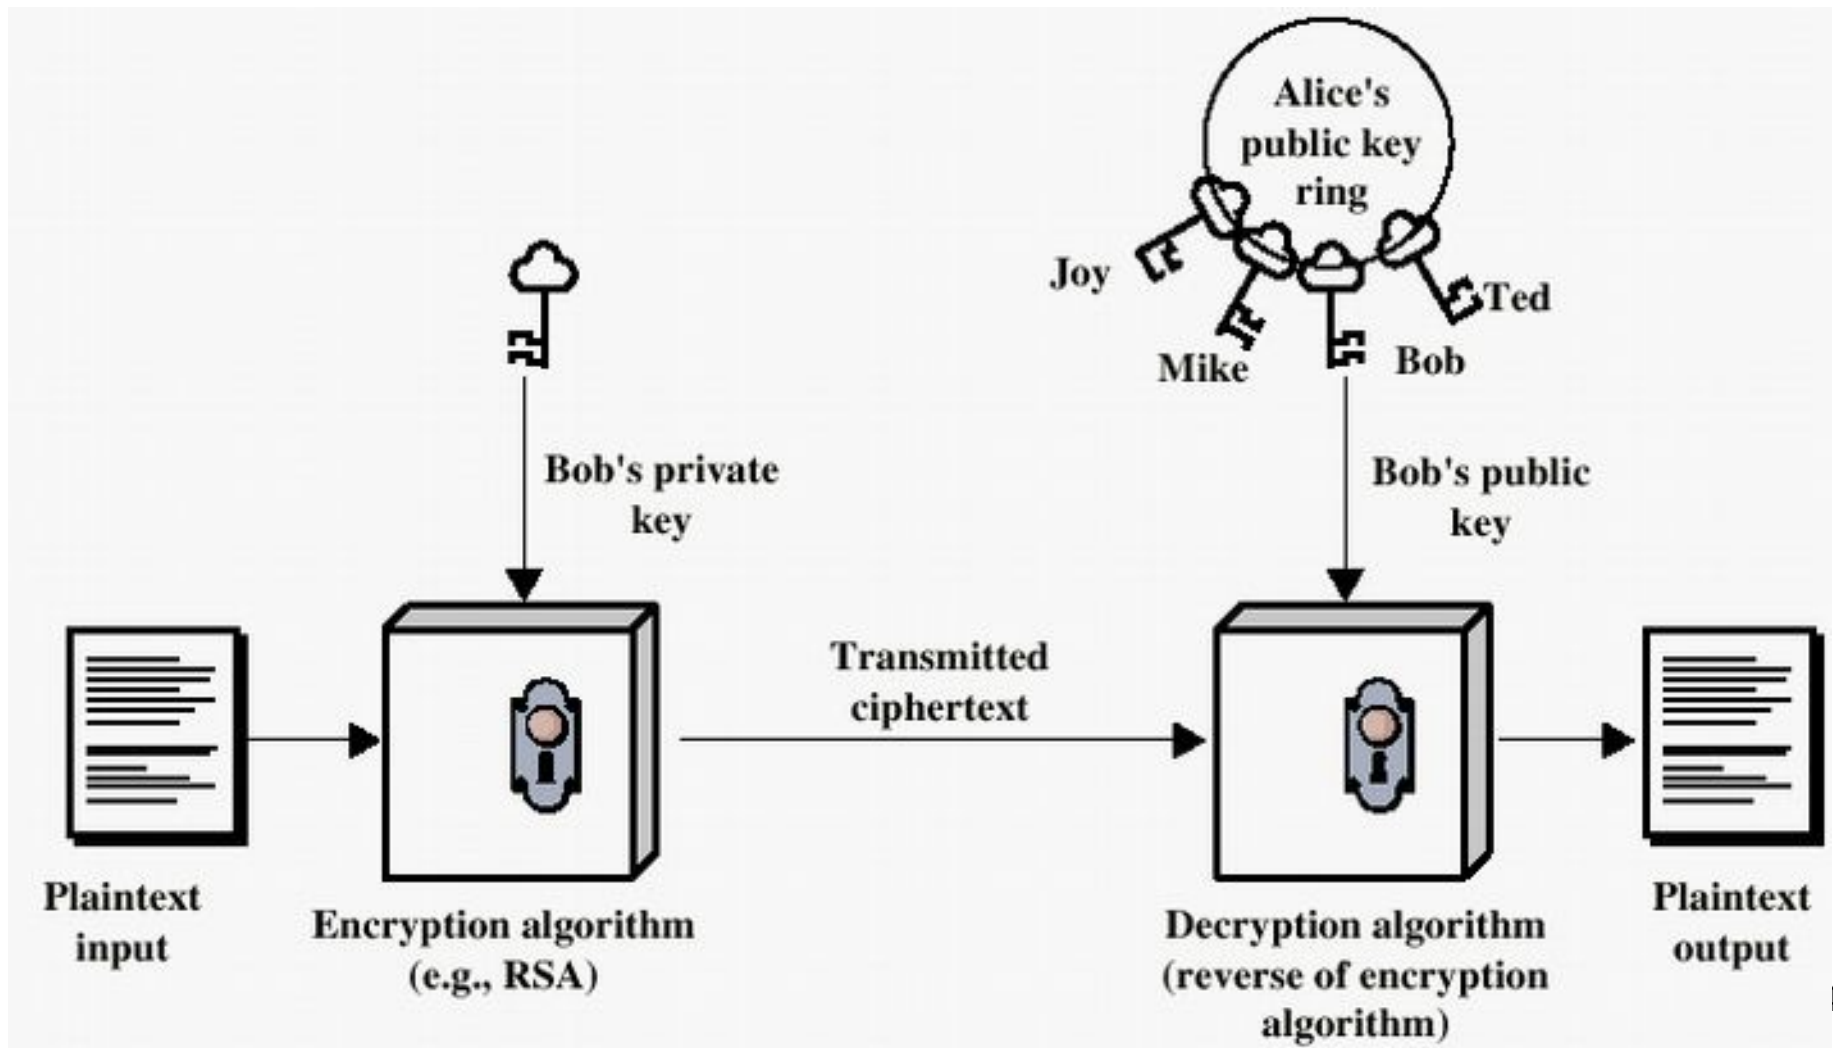 Alice's
public key
ring
Joy
Ted
Mike
Bob
Bob's private
key
Bob's public
key
Transmitted
ciphertext
Plaintext
input
Encryption algorithm
(e.g., RSA)
Decryption algorithm
(reverse of encryption
algorithm)
Plaintext
output